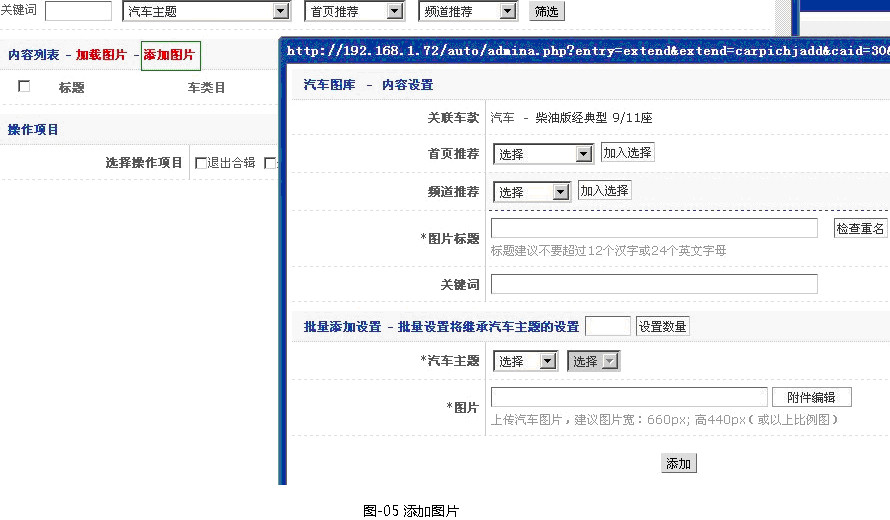 关键词 汽车主题 首页推荐 频道推荐 筛选
内容列表 - 加载图片 - 添加图片
标题 车类目
操作项目
选择操作项目 退出合辑
http://192.168.1.72/auto/admina.php?entry=extend&extend=carpichjadd&caid=30&
汽车图库 - 内容设置
关联车款 汽车 - 柴油版经典型 9/11座
首页推荐 选择 加入选择
频道推荐 选择 加入选择
*图片标题 检查重名
标题建议不要超过12个汉字或24个英文字母
关键词
批量添加设置 - 批量设置将继承汽车主题的设置 设置数量
*汽车主题 选择 选择
*图片 附件编辑
上传汽车图片，建议图片宽：660px; 高440px（或以上比例图）
添加
图-05 添加图片